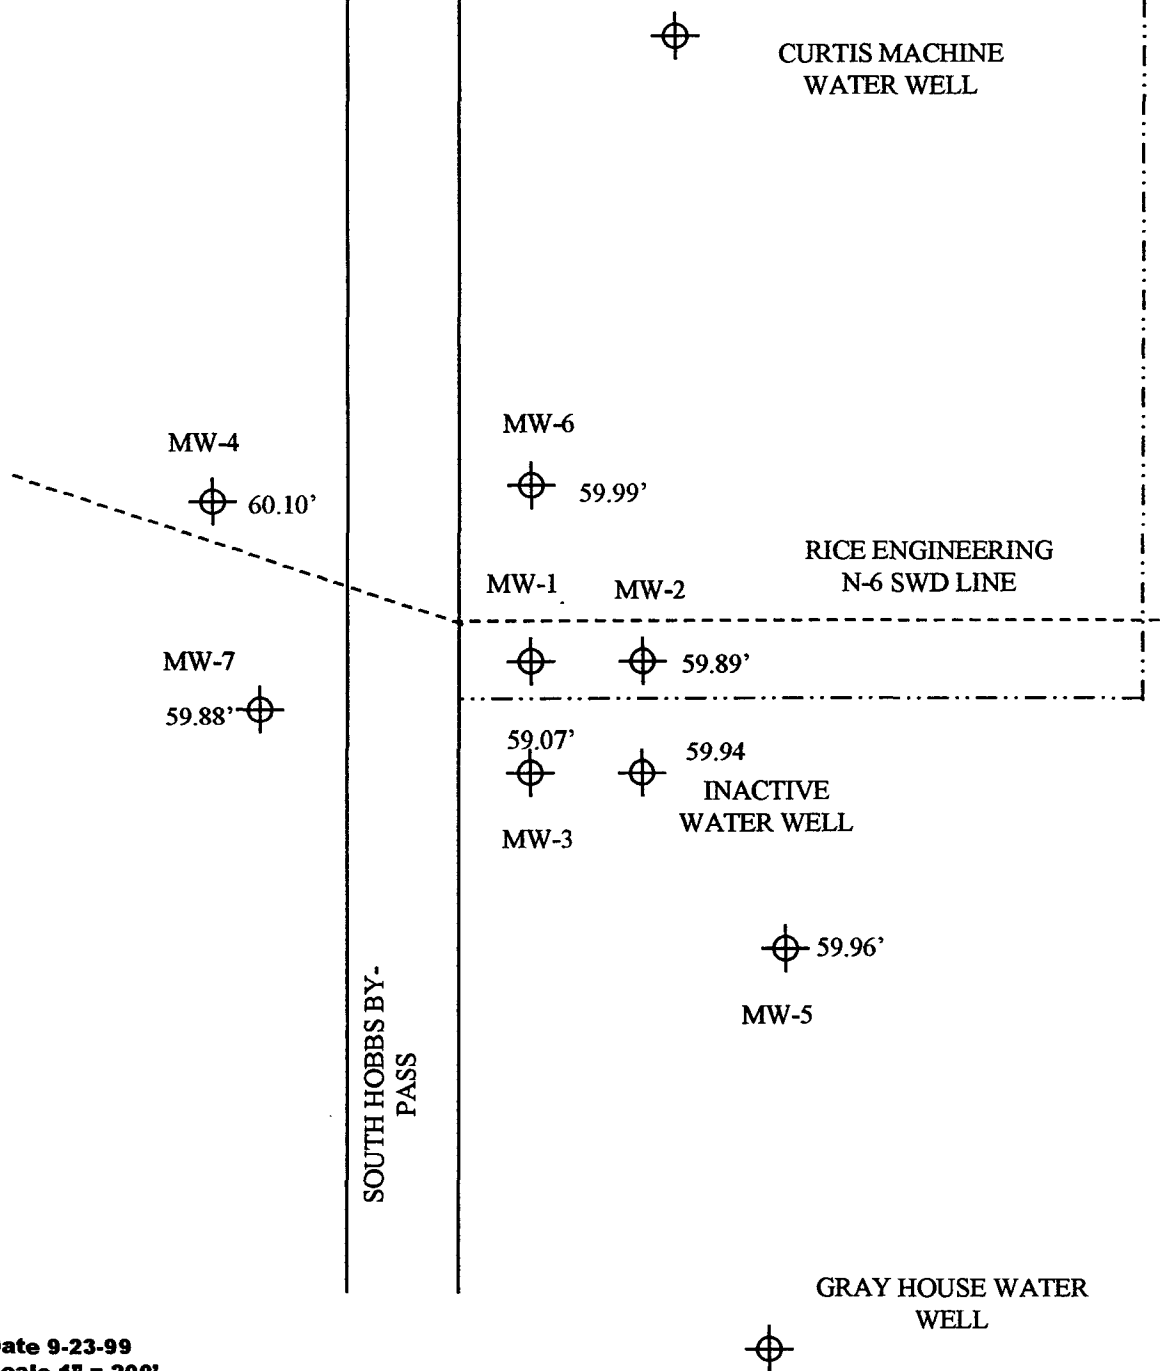 CURTIS MACHINE
WATER WELL
MW-6
MW-4
60.10’
59.99’
RICE ENGINEERING
N-6 SWD LINE
MW-1
MW-2
MW-7
59.89’
59.88’
59.07’
59.94
INACTIVE
WATER WELL
MW-3
59.96’
MW-5
SOUTH HOBBS BY-
PASS
GRAY HOUSE WATER
WELL
9-23-99